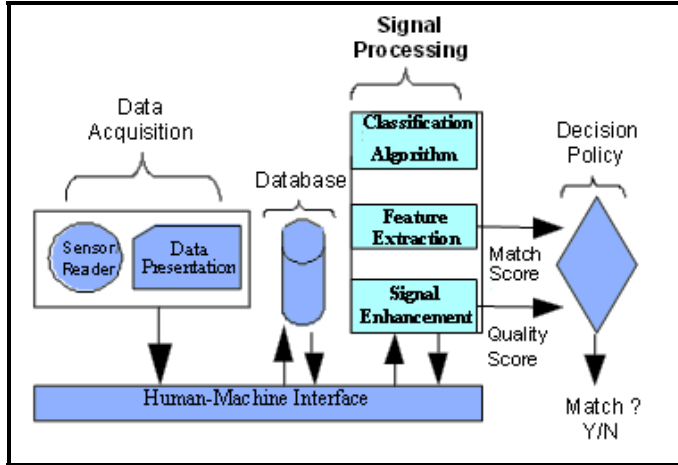 Signal
Processing
Data
Acquisition
Database
Classification
Algorithm
Decision
Policy
Sensor
Reader
Data
Presentation
Feature
Extraction
Match
Score
Signal
Enhancement
Quality
Score
Human-Machine Interface
Match ?
Y/N